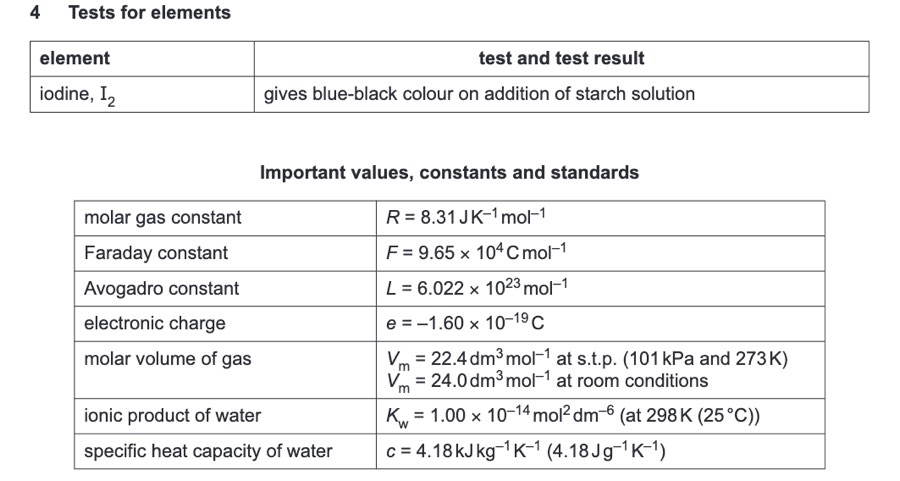 4 Tests for elements
element test and test result
iodine, I₂ gives blue-black colour on addition of starch solution
Important values, constants and standards
molar gas constant R = 8.31 J K⁻¹ mol⁻¹
Faraday constant F = 9.65 × 10⁴ C mol⁻¹
Avogadro constant L = 6.022 × 10²³ mol⁻¹
electronic charge e = –1.60 × 10⁻¹⁹ C
molar volume of gas Vₘ = 22.4 dm³ mol⁻¹ at s.t.p. (101 kPa and 273 K)
Vₘ = 24.0 dm³ mol⁻¹ at room conditions
ionic product of water K_w = 1.00 × 10⁻¹⁴ mol² dm⁻⁶ (at 298 K (25 °C))
specific heat capacity of water c = 4.18 kJ kg⁻¹ K⁻¹ (4.18 J g⁻¹ K⁻¹)